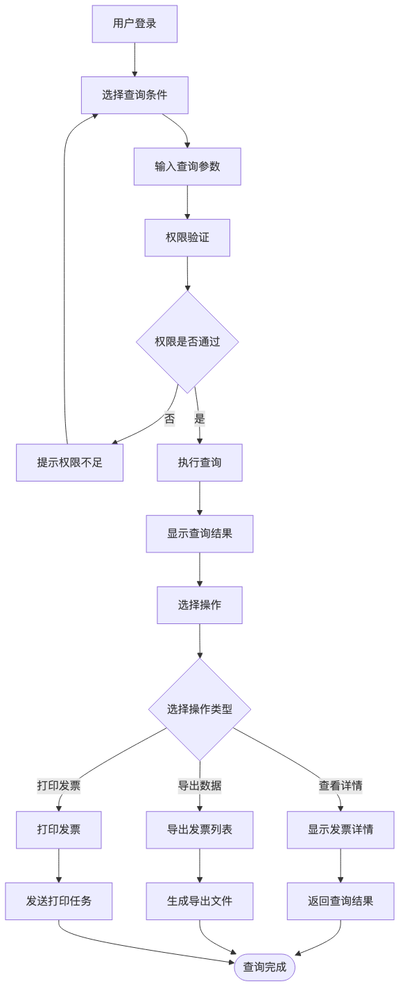 用户登录
选择查询条件
输入查询参数
权限验证
权限是否通过
否
是
提示权限不足
执行查询
显示查询结果
选择操作
选择操作类型
打印发票
导出数据
查看详情
打印发票
导出发票列表
显示发票详情
发送打印任务
生成导出文件
返回查询结果
查询完成